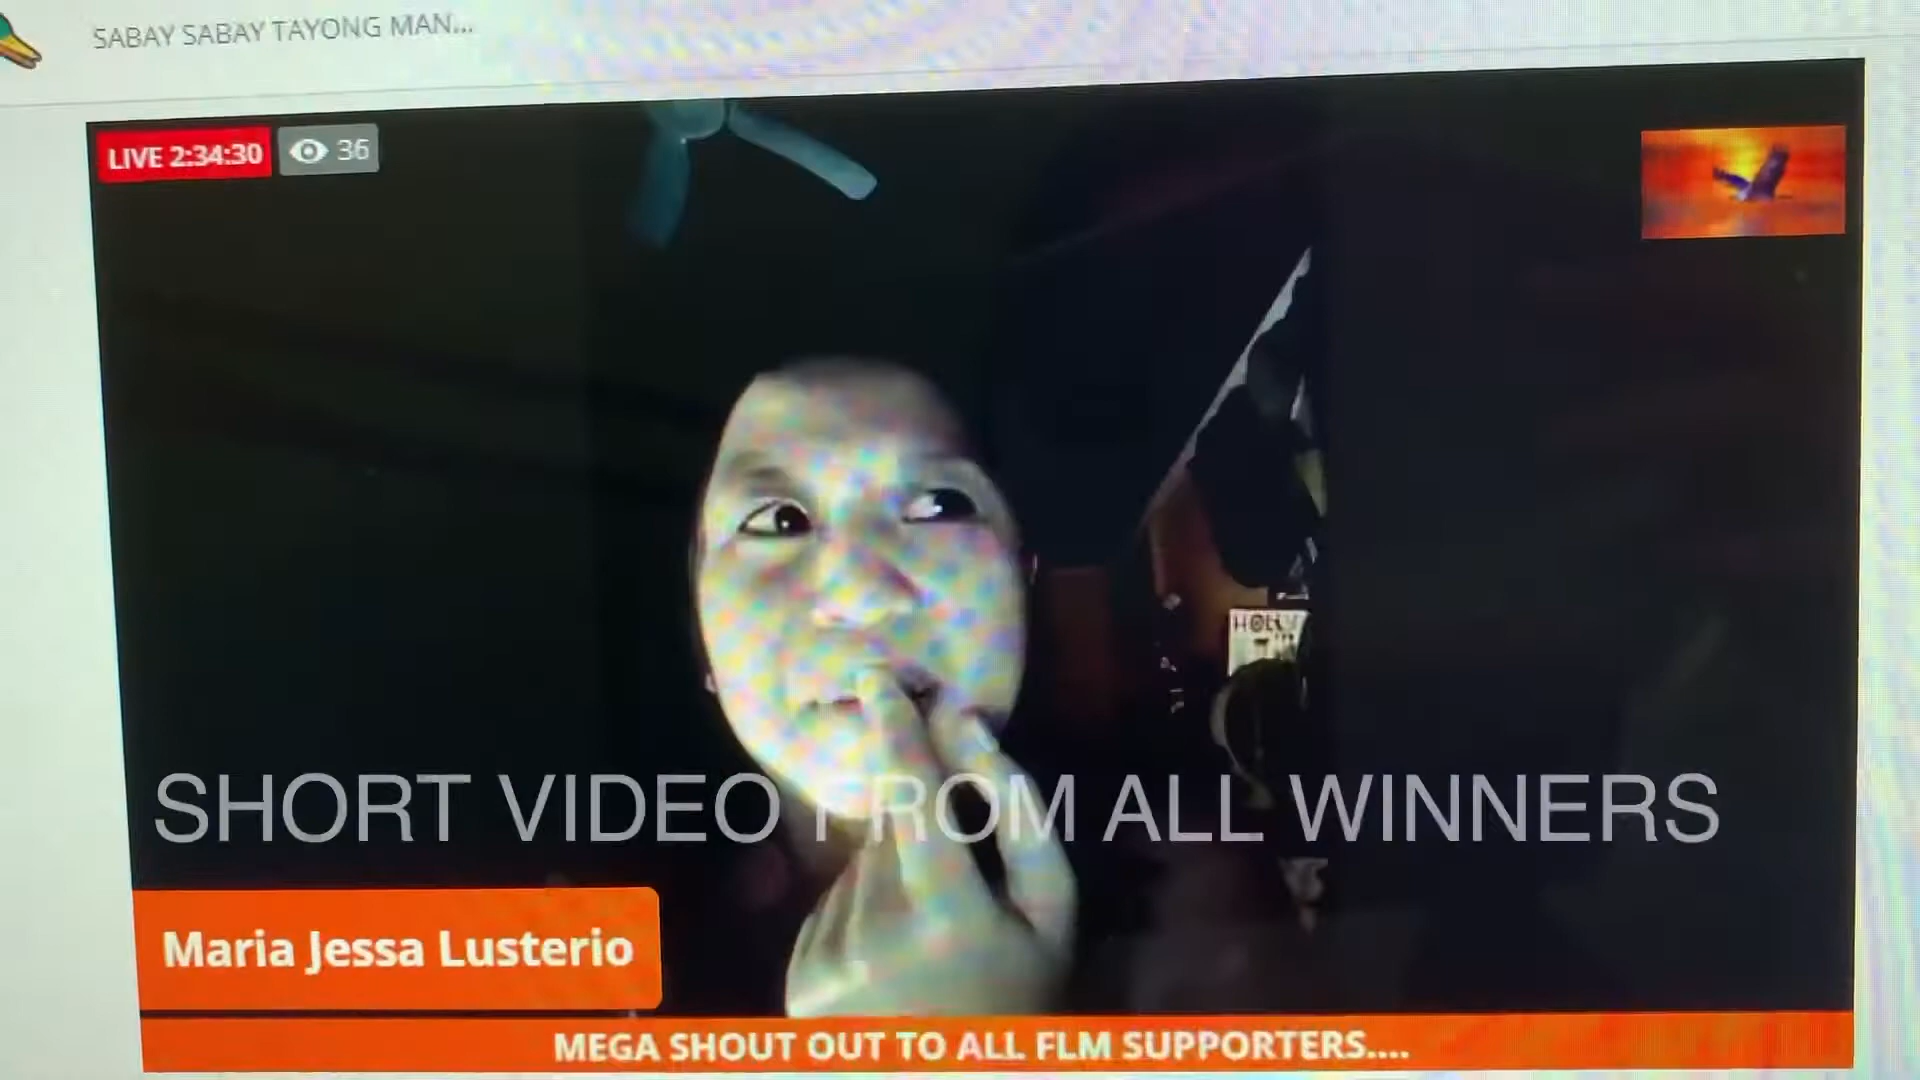 SABAY SABAY TAYONG MAN...
LIVE 2:34:30
36
SHORT VIDEO FROM ALL WINNERS
Maria Jessa Lusterio
MEGA SHOUT OUT TO ALL FLM SUPPORTERS....